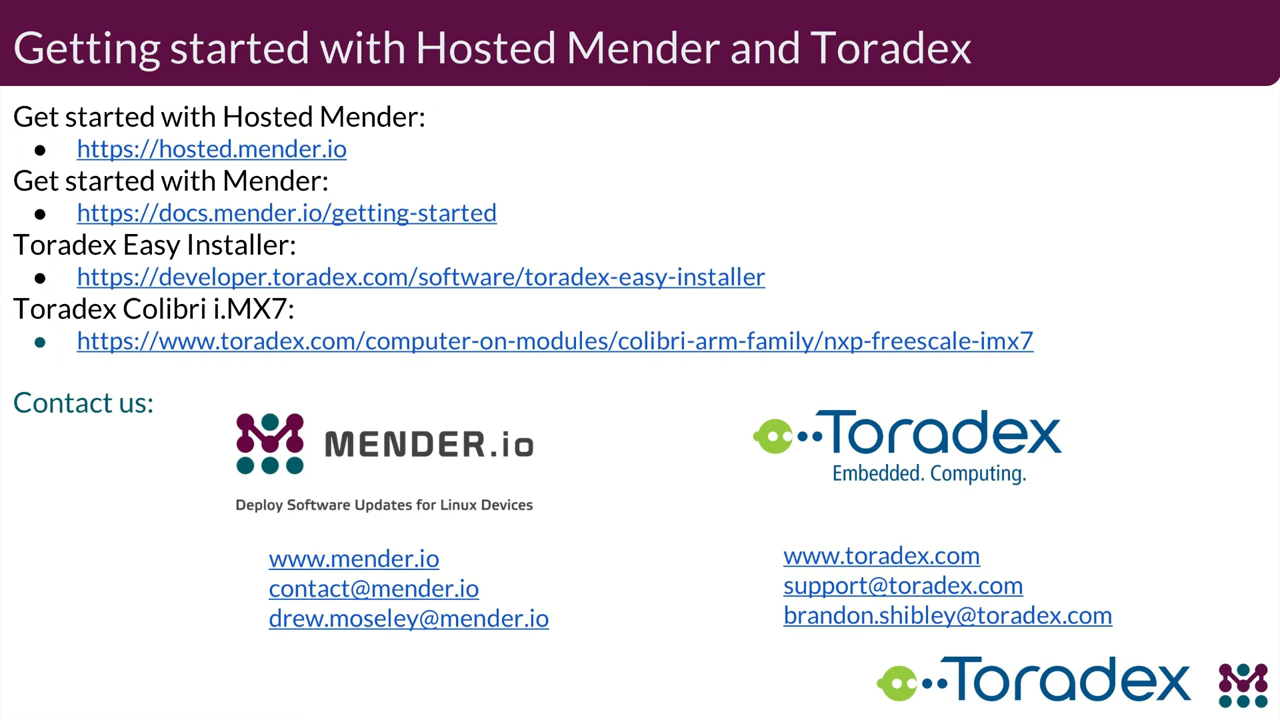 Getting started with Hosted Mender and Toradex
Get started with Hosted Mender:
● https://hosted.mender.io
Get started with Mender:
● https://docs.mender.io/getting-started
Toradex Easy Installer:
● https://developer.toradex.com/software/toradex-easy-installer
Toradex Colibri i.MX7:
● https://www.toradex.com/computer-on-modules/colibri-arm-family/nxp-freescale-imx7
Contact us:
MENDER.io
Deploy Software Updates for Linux Devices
www.mender.io
contact@mender.io
drew.moseley@mender.io
Toradex
Embedded. Computing.
www.toradex.com
support@toradex.com
brandon.shibley@toradex.com
Toradex